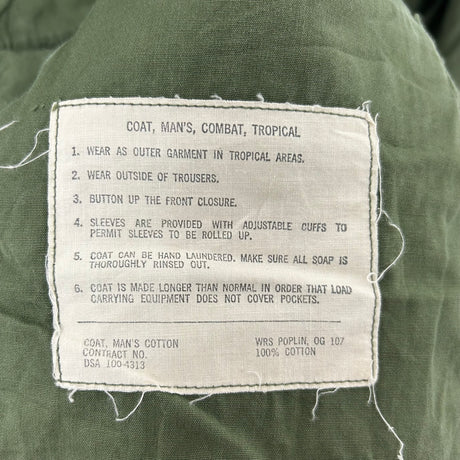 COAT, MAN'S, COMBAT, TROPICAL
1. WEAR AS OUTER GARMENT IN TROPICAL AREAS.
2. WEAR OUTSIDE OF TROUSERS.
3. BUTTON UP THE FRONT CLOSURE.
4. SLEEVES ARE PROVIDED WITH ADJUSTABLE CUFFS TO
PERMIT SLEEVES TO BE ROLLED UP.
5. COAT CAN BE HAND LAUNDERED. MAKE SURE ALL SOAP IS
THOROUGHLY RINSED OUT.
6. COAT IS MADE LONGER THAN NORMAL IN ORDER THAT LOAD
CARRYING EQUIPMENT DOES NOT COVER POCKETS.
COAT, MAN'S COTTON WRS POPLIN, OG 107
CONTRACT NO. 100% COTTON
DSA 100-4313